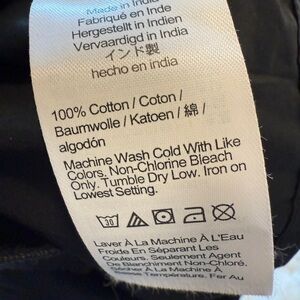 Made in India
Fabriqué en Inde
Hergestellt in Indien
Vervaardigd in India
インド製
hecho en india
100% Cotton / Coton /
Baumwolle / Katoen / 綿 /
algodón
Machine Wash Cold With Like
Colors. Non-Chlorine Bleach
Only. Tumble Dry Low. Iron on
Lowest Setting.
30
Laver À La Machine À L'Eau
Froide En Séparant Les
Couleurs. Seulement Agent
De Blanchiment Non-Chloré.
Sécher À La Machine À
Basse Température. Fer Au